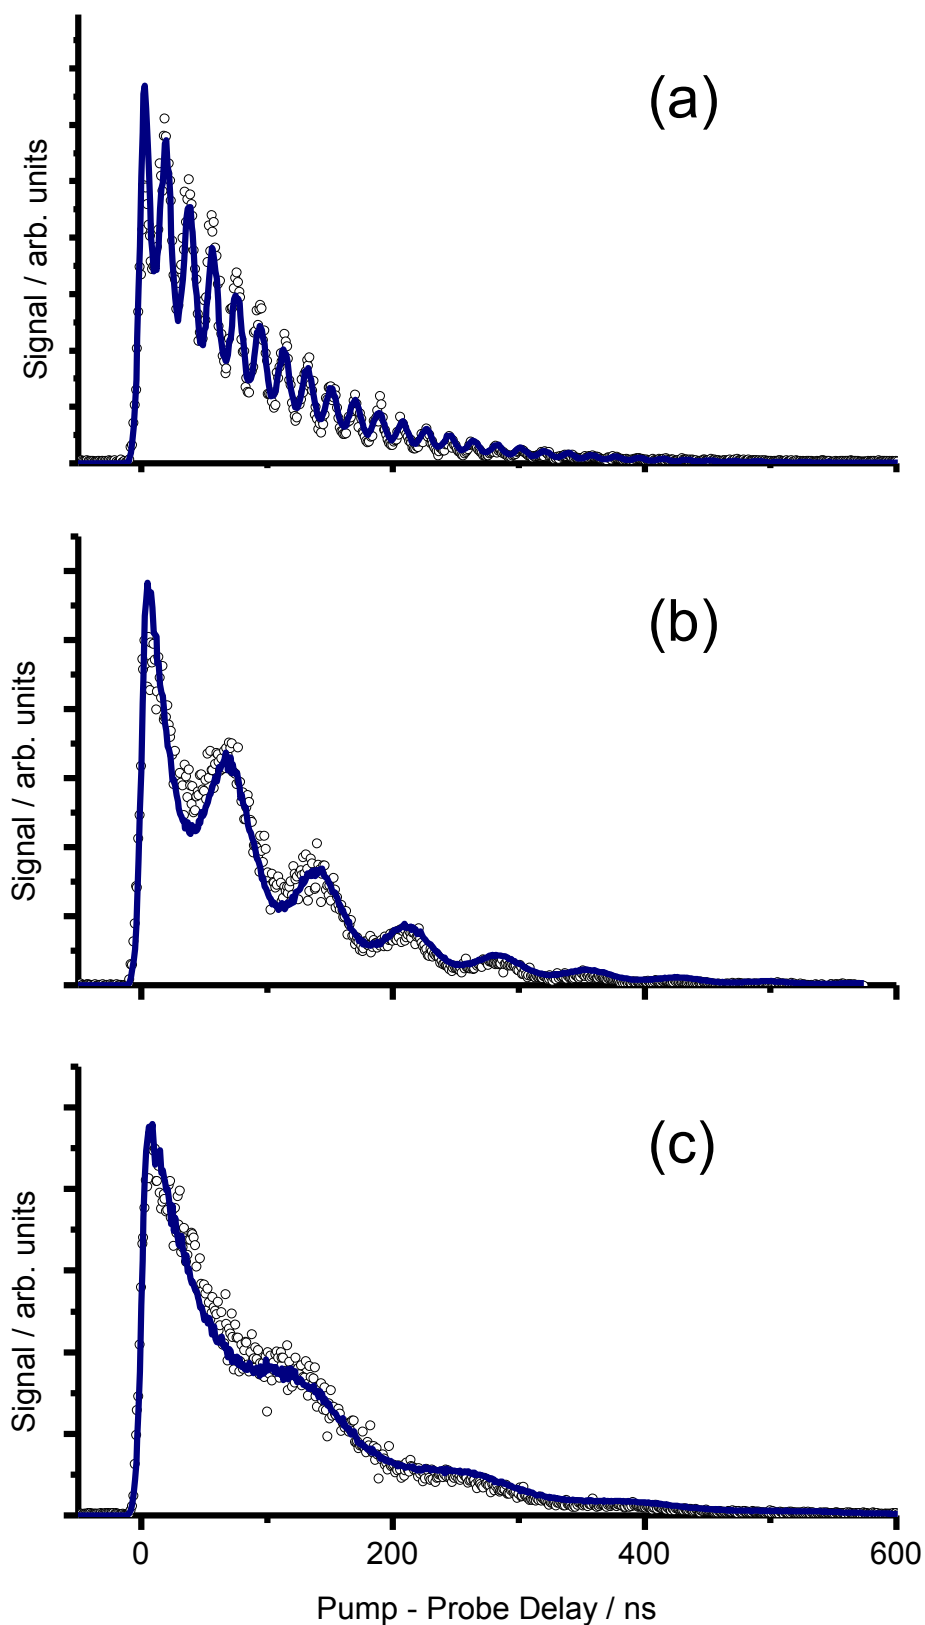 (a)
Signal / arb. units
(b)
Signal / arb. units
(c)
Signal / arb. units
0 200 400 600
Pump - Probe Delay / ns